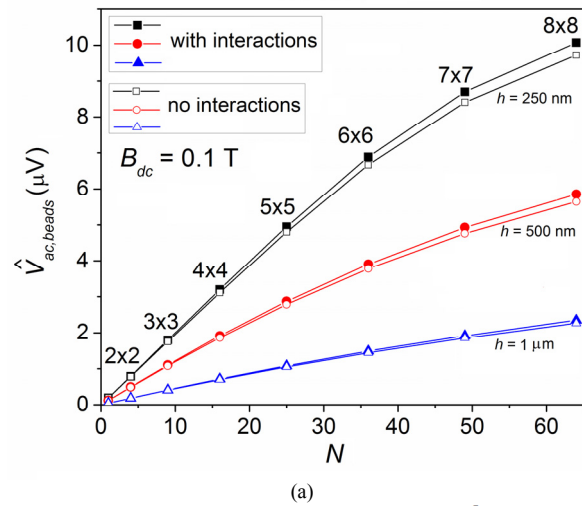 with interactions
no interactions
B_dc = 0.1 T
2x2
3x3
4x4
5x5
6x6
7x7
8x8
h = 250 nm
h = 500 nm
h = 1 μm
V̂_ac,beads (μV)
0
2
4
6
8
10
0 10 20 30 40 50 60
N
(a)